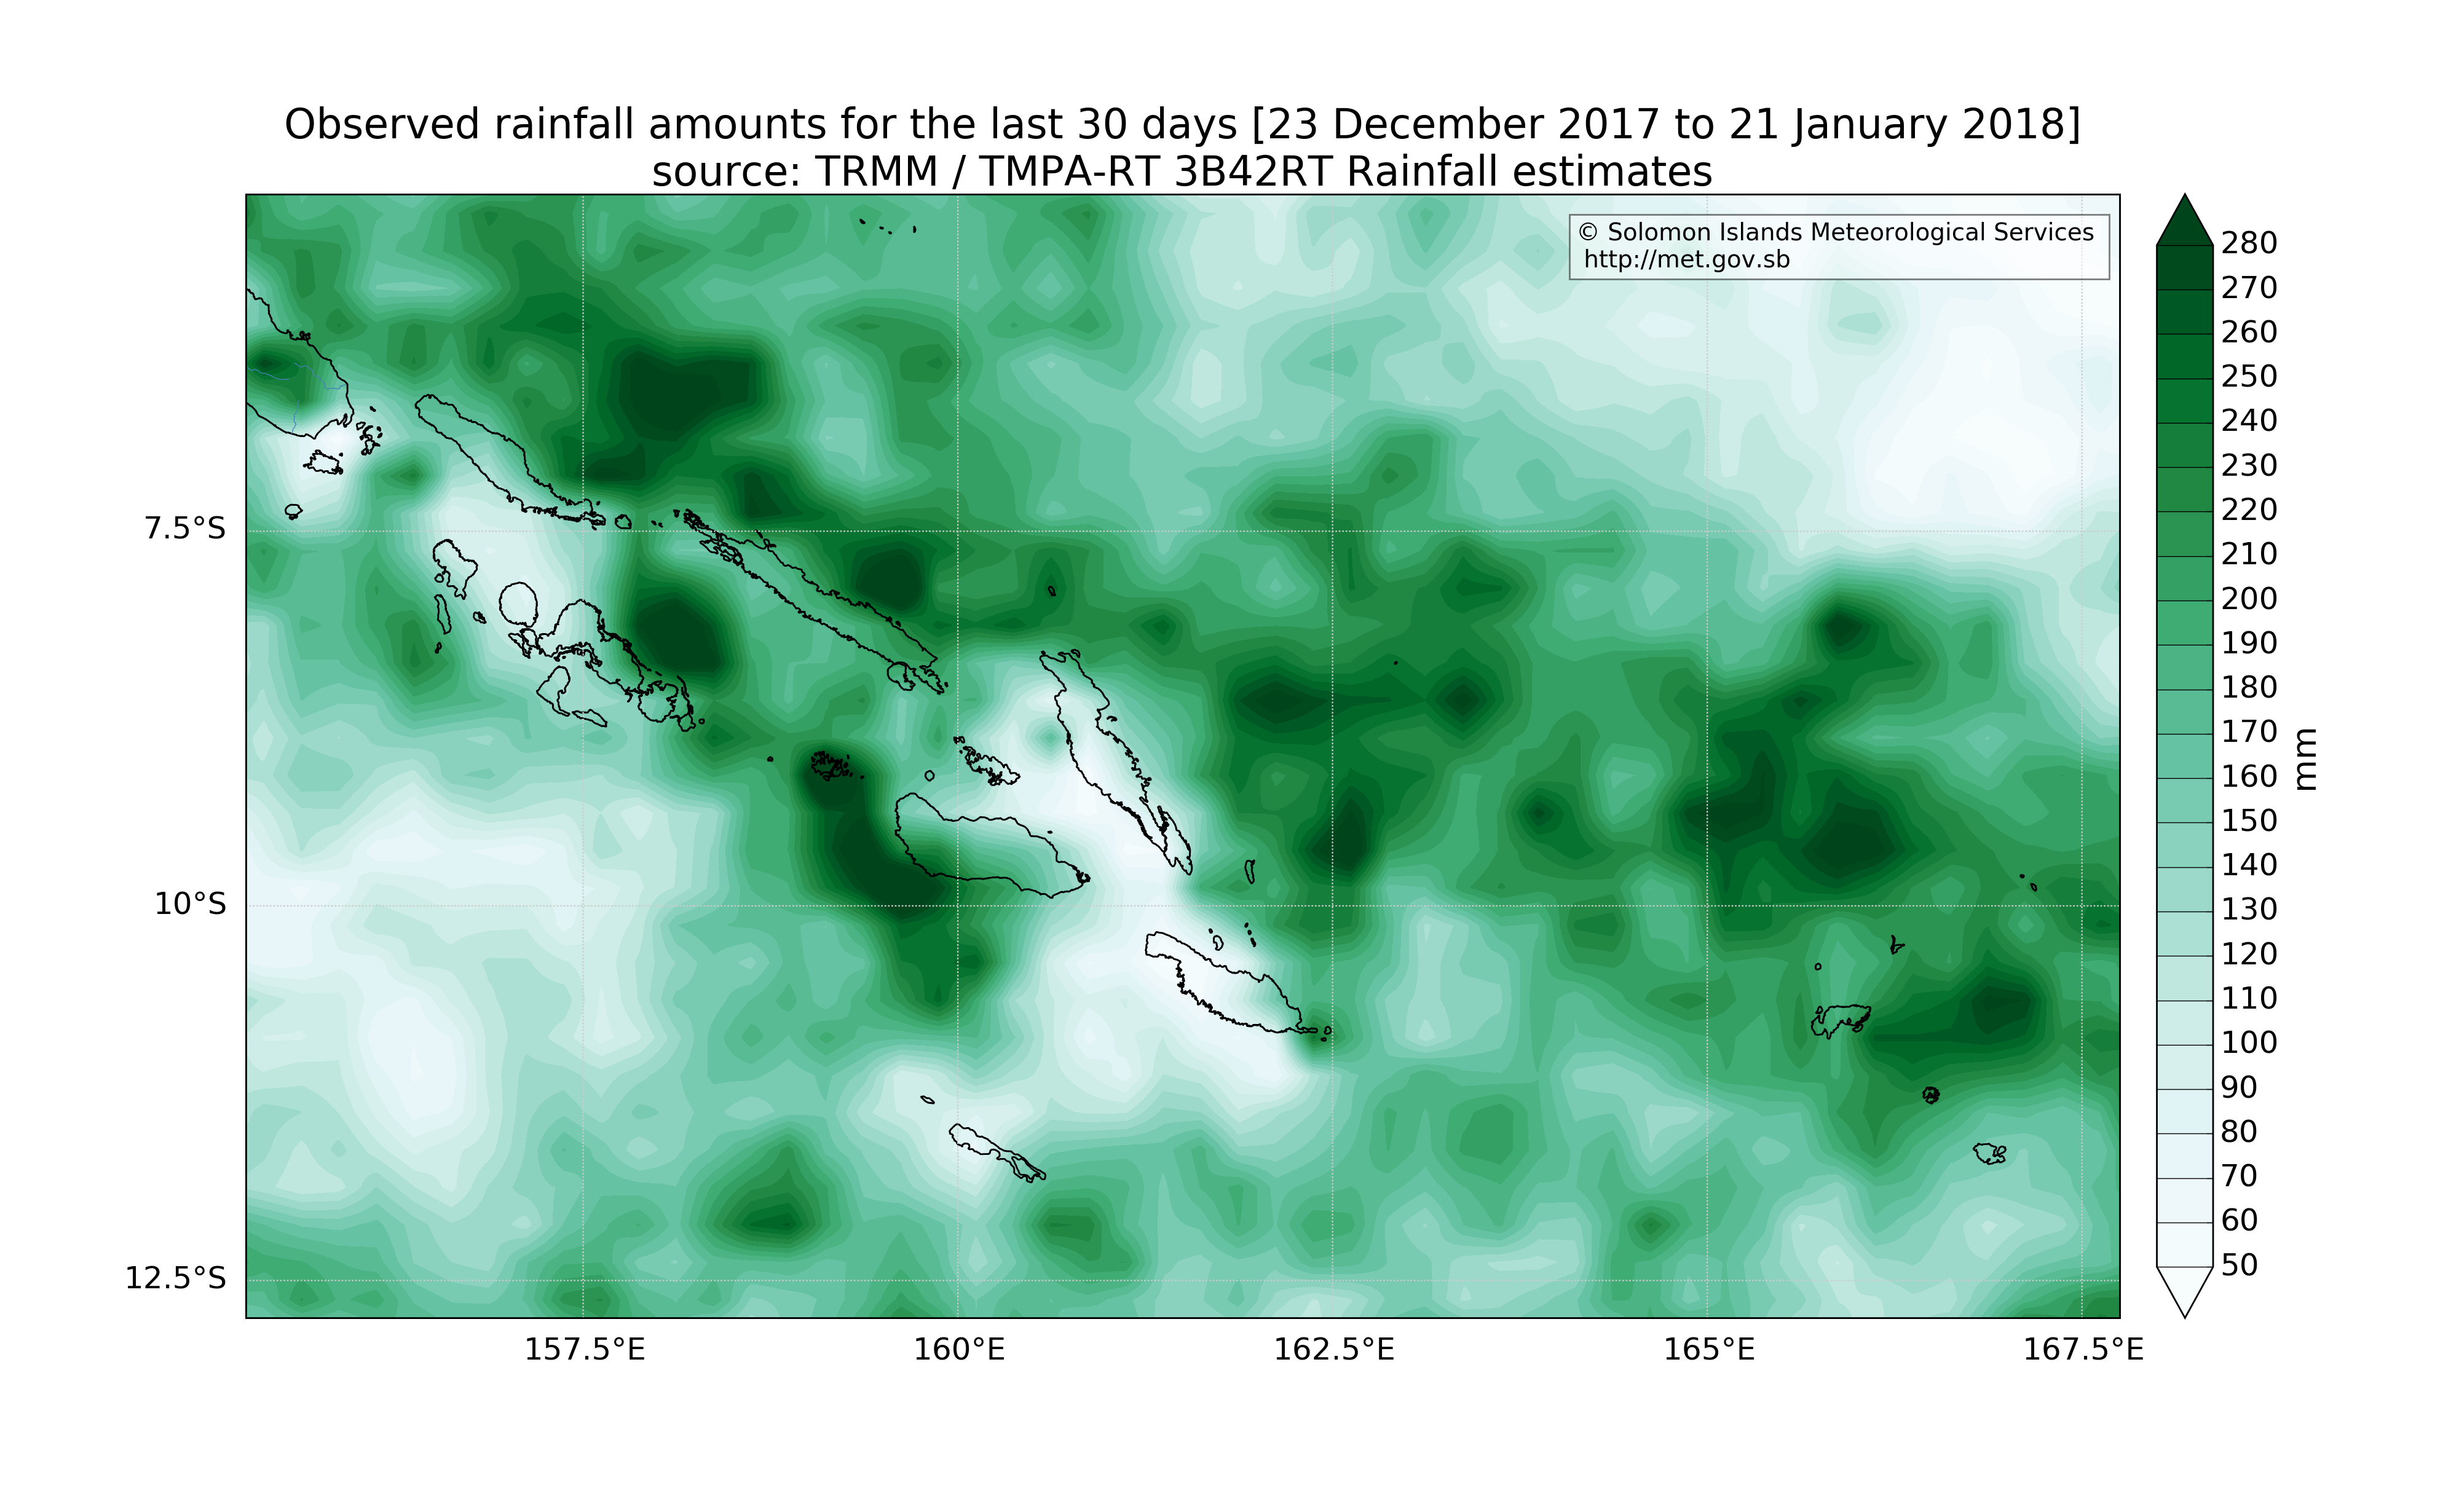 Observed rainfall amounts for the last 30 days [23 December 2017 to 21 January 2018]
source: TRMM / TMPA-RT 3B42RT Rainfall estimates
© Solomon Islands Meteorological Services
http://met.gov.sb
7.5°S
10°S
12.5°S
157.5°E
160°E
162.5°E
165°E
167.5°E
280
270
260
250
240
230
220
210
200
190
180
170
160
150
140
130
120
110
100
90
80
70
60
50
mm